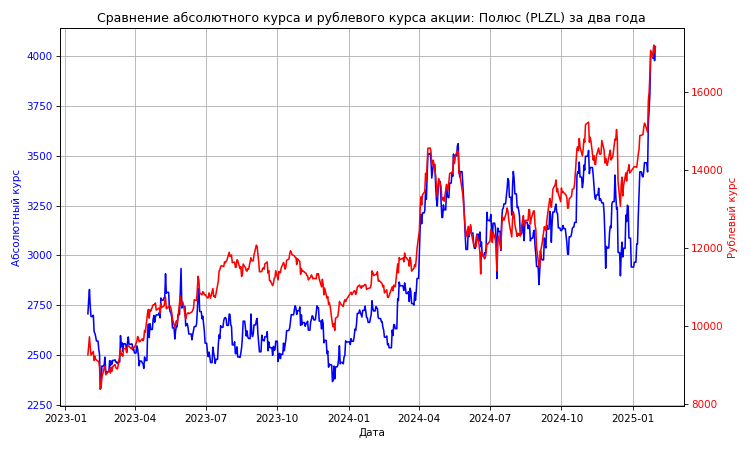 Сравнение абсолютного курса и рублевого курса акции: Полюс (PLZL) за два года
4000
3750
3500
3250
3000
2750
2500
2250
Абсолютный курс
16000
14000
12000
10000
8000
Рублевый курс
2023-01 2023-04 2023-07 2023-10 2024-01 2024-04 2024-07 2024-10 2025-01
Дата